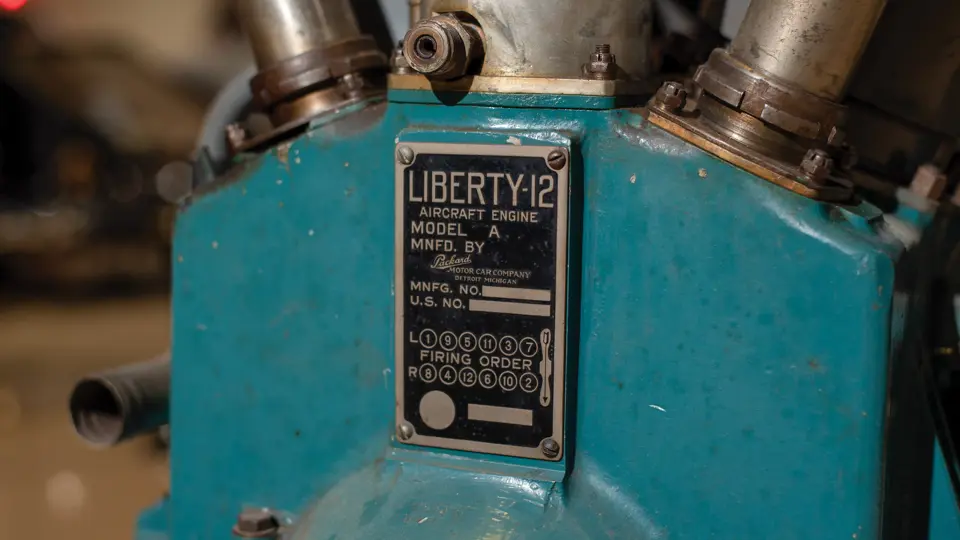 LIBERTY-12
AIRCRAFT ENGINE
MODEL A
MNFD. BY
Packard
MOTOR CAR COMPANY
DETROIT MICHIGAN
MNFG. NO.
U.S. NO.
L 1 9 5 11 3 7
FIRING ORDER
R 8 4 12 6 10 2